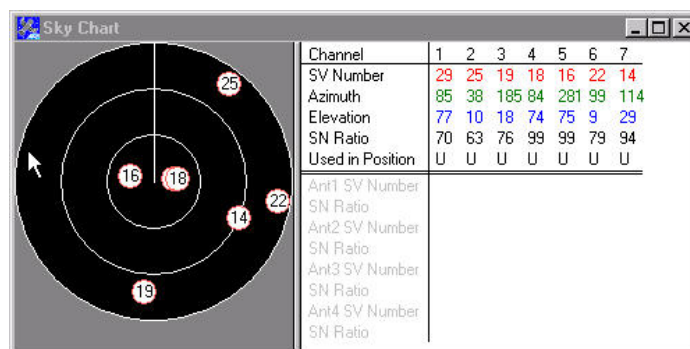 Sky Chart
25
16
18
22
14
19
Channel 1 2 3 4 5 6 7
SV Number 29 25 19 18 16 22 14
Azimuth 85 38 185 84 281 99 114
Elevation 77 10 18 74 75 9 29
SN Ratio 70 63 76 99 99 79 94
Used in Position U U U U U U U
Ant1 SV Number
SN Ratio
Ant2 SV Number
SN Ratio
Ant3 SV Number
SN Ratio
Ant4 SV Number
SN Ratio